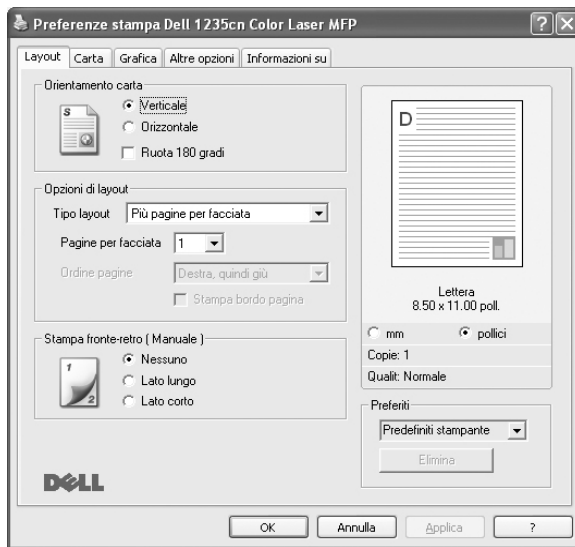 Preferenze stampa Dell 1235cn Color Laser MFP
Layout Carta Grafica Altre opzioni Informazioni su
Orientamento carta
S
Verticale
Orizzontale
Ruota 180 gradi
Opzioni di layout
Tipo layout Più pagine per facciata
Pagine per facciata 1
Ordine pagine Destra, quindi giù
Stampa bordo pagina
Stampa fronte-retro ( Manuale )
1
2
Nessuno
Lato lungo
Lato corto
DELL
D
Lettera
8.50 x 11.00 poll.
mm pollici
Copie: 1
Qualit: Normale
Preferiti
Predefiniti stampante
Elimina
OK Annulla Applica ?